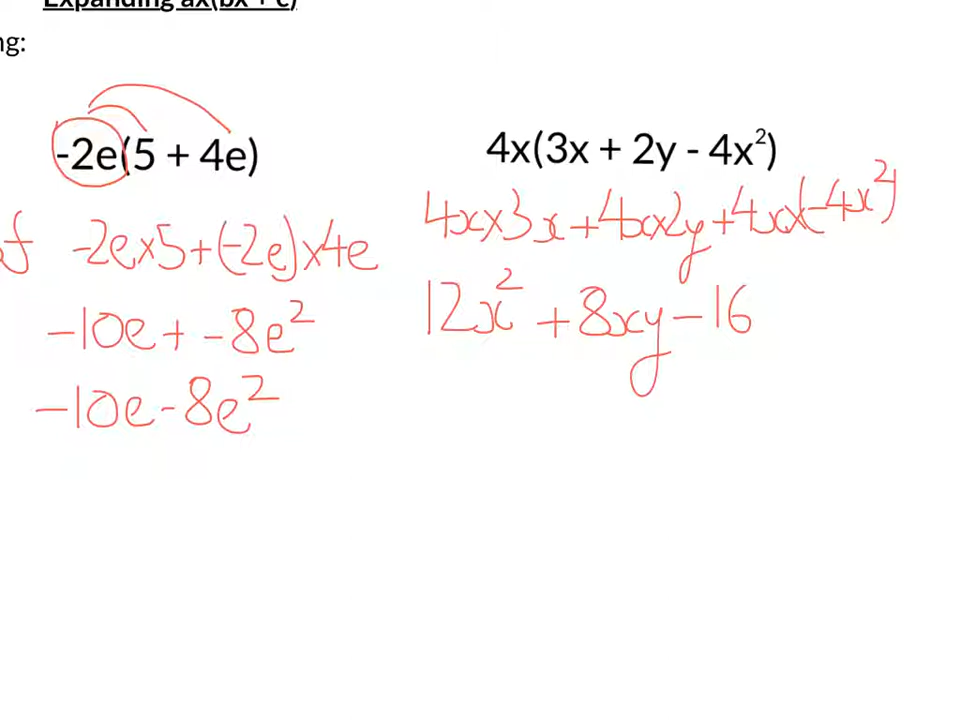 Expanding ax(bx + c)
ng:
-2e(5 + 4e)
-2e×5+(-2e)×4e
-10e+ -8e²
-10e-8e²
4x(3x + 2y - 4x²)
4x×3x+4x×2y+4x×(-4x²)
12x²+8xy-16